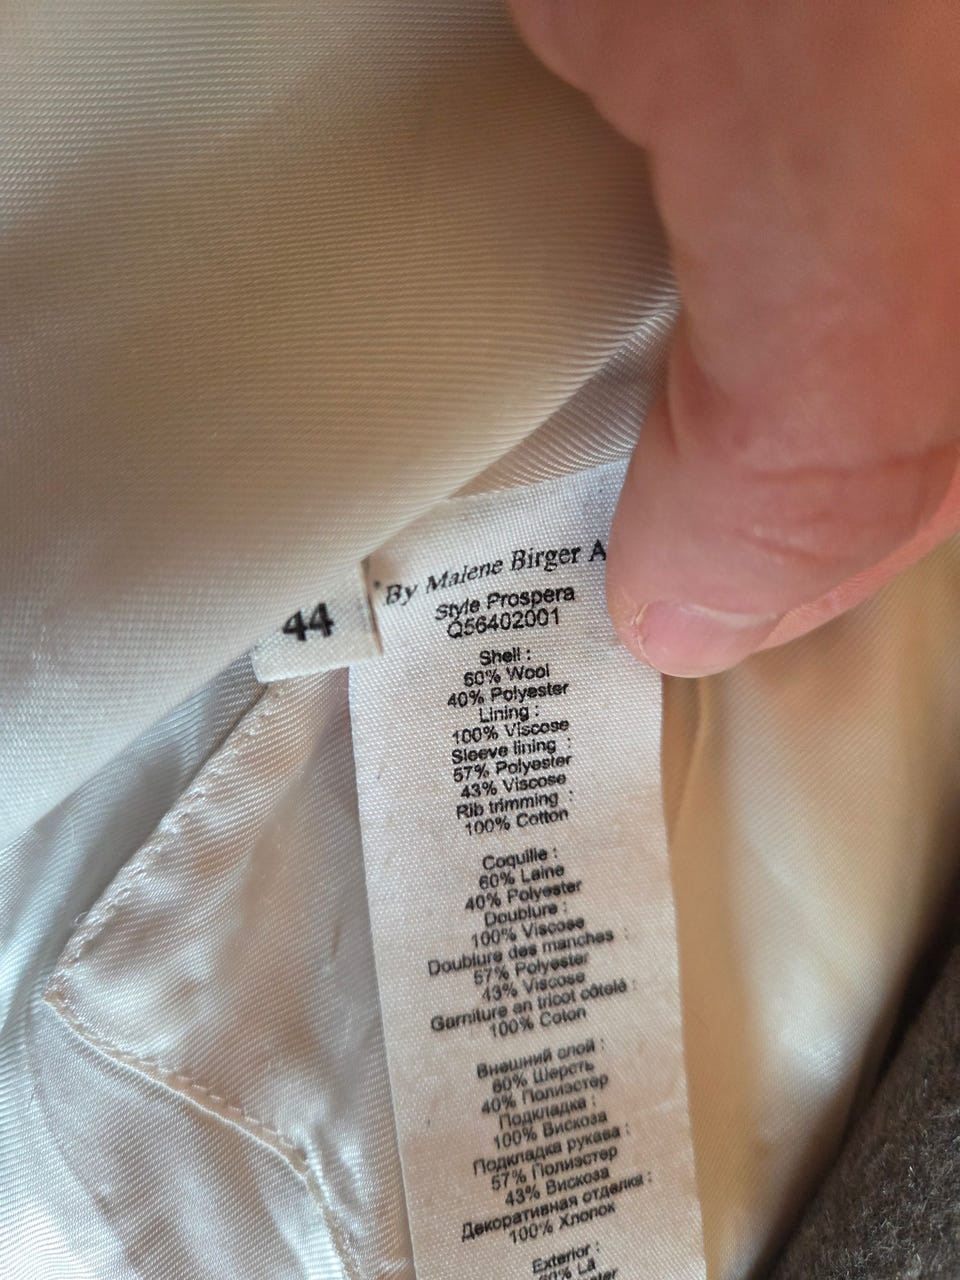 44
By Malene Birger A
Style Prospera
Q56402001
Shell :
60% Wool
40% Polyester
Lining :
100% Viscose
Sleeve lining :
57% Polyester
43% Viscose
Rib trimming :
100% Cotton
Coquille :
60% Laine
40% Polyester
Doublure :
100% Viscose
Doublure des manches :
57% Polyester
43% Viscose
Garniture en tricot côtelé :
100% Coton
Внешний слой :
60% Шерсть
40% Полиэстер
Подкладка :
100% Вискоза
Подкладка рукава :
57% Полиэстер
43% Вискоза
Декоративная отделка :
100% Хлопок
Exterior :
60% Lã